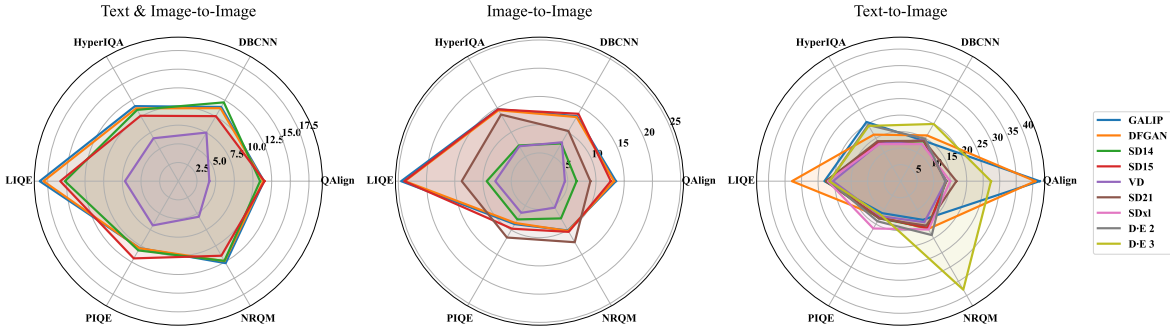 Text & Image-to-Image
HyperIQA
DBCNN
LIQE
QAlign
PIQE
NRQM
2.5
5.0
7.5
10.0
12.5
15.0
17.5
Image-to-Image
HyperIQA
DBCNN
LIQE
QAlign
PIQE
NRQM
5
10
15
20
25
Text-to-Image
HyperIQA
DBCNN
LIQE
QAlign
PIQE
NRQM
5
10
15
20
25
30
35
40
GALIP
DFGAN
SD14
SD15
VD
SD21
SDxl
D·E 2
D·E 3